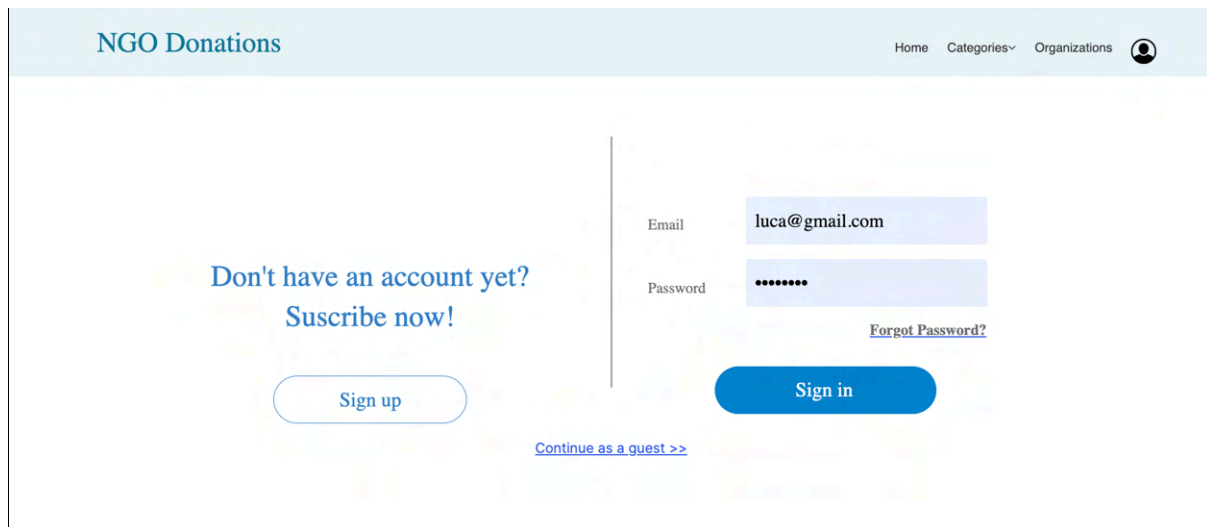 NGO Donations
Home Categories Organizations
Don't have an account yet?
Suscribe now!
Sign up
Email luca@gmail.com
Password ••••••••
Forgot Password?
Sign in
Continue as a guest >>